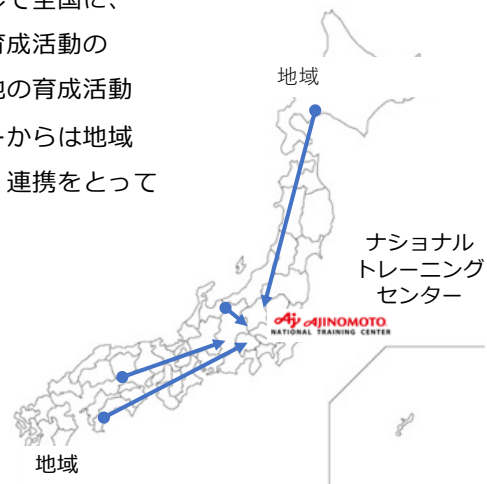 して全国に、
育成活動の
地の育成活動
ーからは地域
連携をとって
地域
ナショナル
トレーニング
センター
Aj AJINOMOTO
NATIONAL TRAINING CENTER
地域